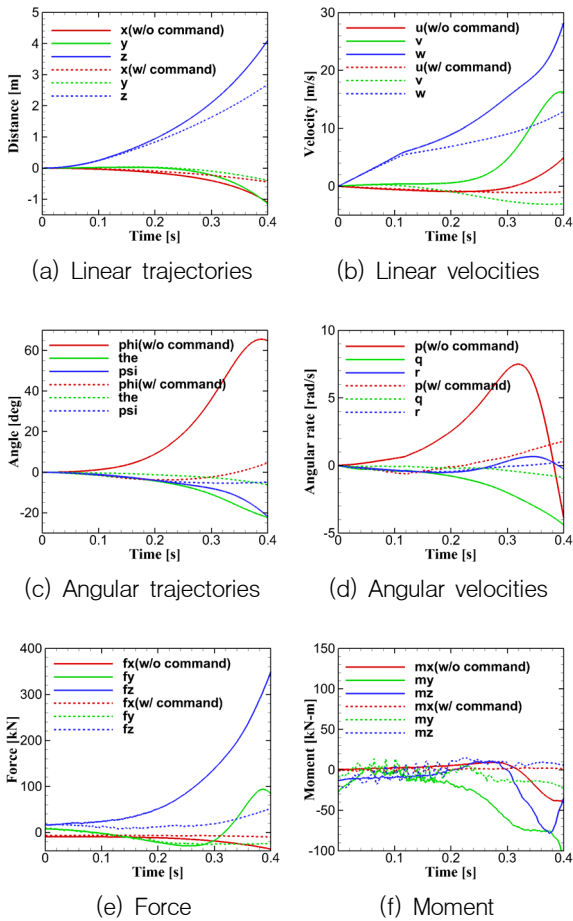 5
4
3
2
1
0
-1
0
0.1
0.2
0.3
0.4
Distance [m]
Time [s]
x(w/o command)
y
z
x(w/ command)
y
z
(a) Linear trajectories
30
20
10
0
0
0.1
0.2
0.3
0.4
Velocity [m/s]
Time [s]
u(w/o command)
v
w
u(w/ command)
v
w
(b) Linear velocities
60
40
20
0
-20
0
0.1
0.2
0.3
0.4
Angle [deg]
Time [s]
phi(w/o command)
the
psi
phi(w/ command)
the
psi
(c) Angular trajectories
10
5
0
-5
0
0.1
0.2
0.3
0.4
Angular rate [rad/s]
Time [s]
p(w/o command)
q
r
p(w/ command)
q
r
(d) Angular velocities
400
300
200
100
0
0
0.1
0.2
0.3
0.4
Force [kN]
Time [s]
fx(w/o command)
fy
fz
fx(w/ command)
fy
fz
(e) Force
150
100
50
0
-50
-100
0.1
0.2
0.3
0.4
Moment [kN-m]
Time [s]
mx(w/o command)
my
mz
mx(w/ command)
my
mz
(f) Moment